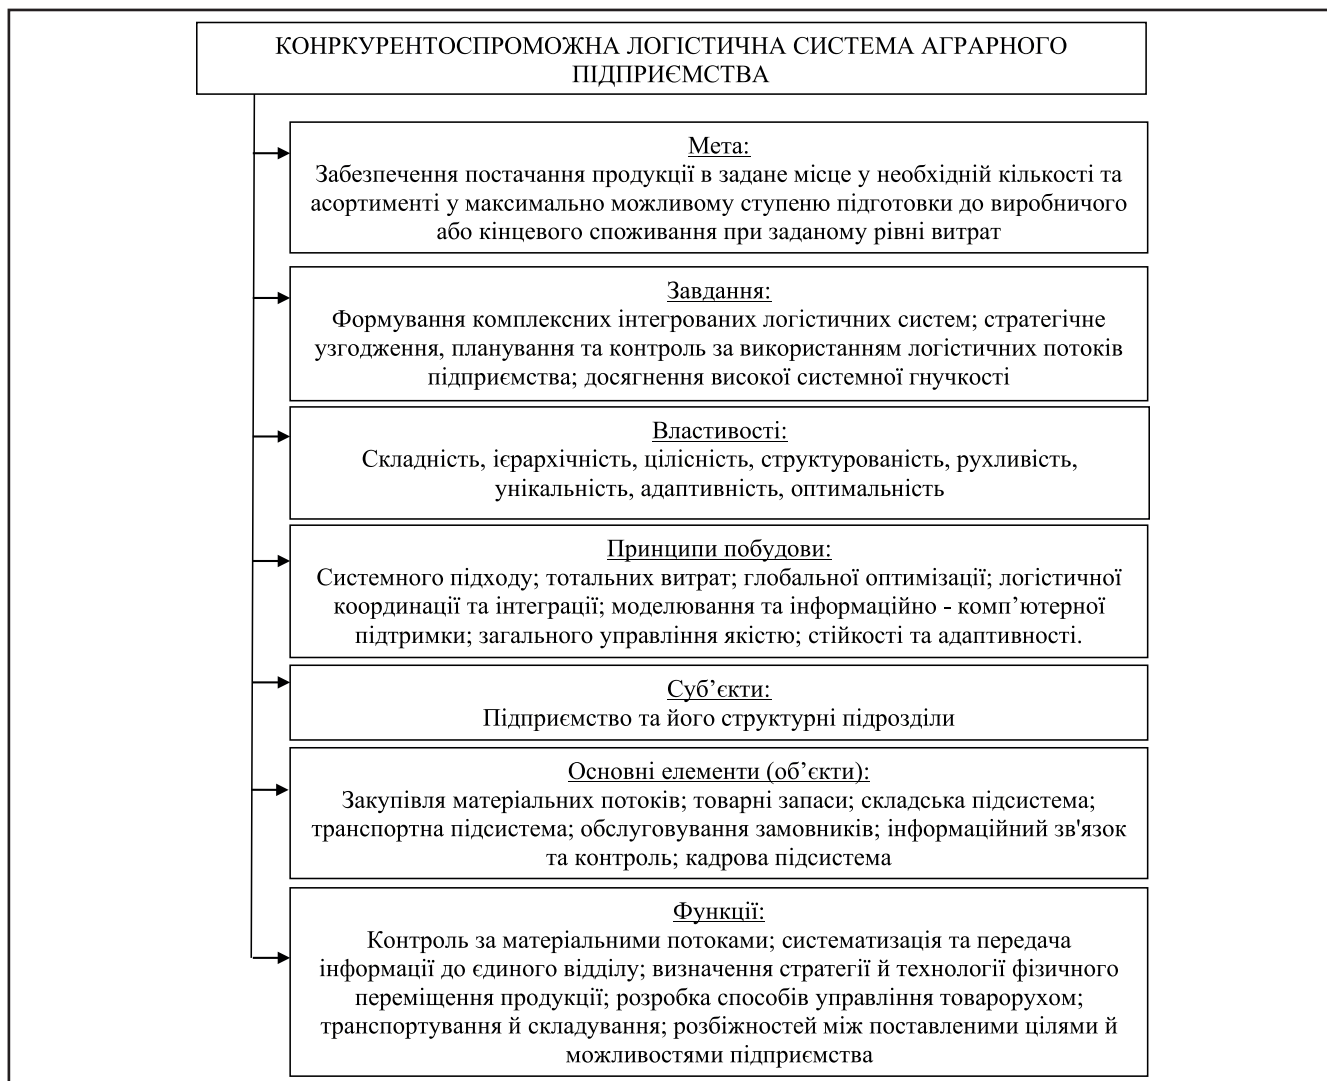 КОНРКУРЕНТОСПРОМОЖНА ЛОГІСТИЧНА СИСТЕМА АГРАРНОГО
ПІДПРИЄМСТВА
Мета:
Забезпечення постачання продукції в задане місце у необхідній кількості та
асортименті у максимально можливому ступеню підготовки до виробничого
або кінцевого споживання при заданому рівні витрат
Завдання:
Формування комплексних інтегрованих логістичних систем; стратегічне
узгодження, планування та контроль за використанням логістичних потоків
підприємства; досягнення високої системної гнучкості
Властивості:
Складність, ієрархічність, цілісність, структурованість, рухливість,
унікальність, адаптивність, оптимальність
Принципи побудови:
Системного підходу; тотальних витрат; глобальної оптимізації; логістичної
координації та інтеграції; моделювання та інформаційно - комп’ютерної
підтримки; загального управління якістю; стійкості та адаптивності.
Суб’єкти:
Підприємство та його структурні підрозділи
Основні елементи (об’єкти):
Закупівля матеріальних потоків; товарні запаси; складська підсистема;
транспортна підсистема; обслуговування замовників; інформаційний зв'язок
та контроль; кадрова підсистема
Функції:
Контроль за матеріальними потоками; систематизація та передача
інформації до єдиного відділу; визначення стратегії й технології фізичного
переміщення продукції; розробка способів управління товарорухом;
транспортування й складування; розбіжностей між поставленими цілями й
можливостями підприємства